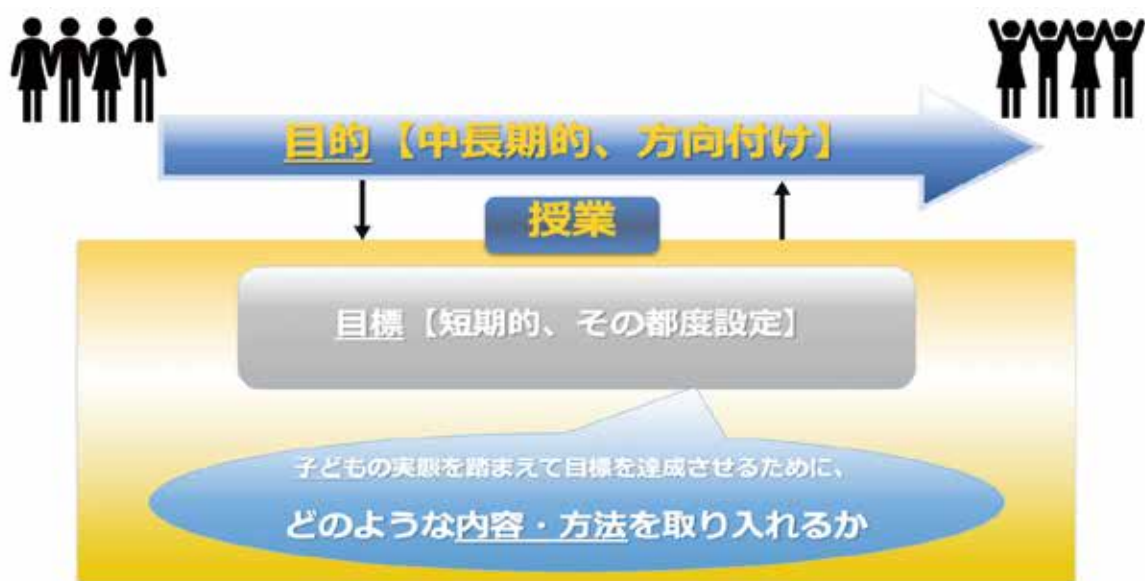 目的【中長期的、方向付け】
授業
目標【短期的、その都度設定】
子どもの実態を踏まえて目標を達成させるために、
どのような内容・方法を取り入れるか